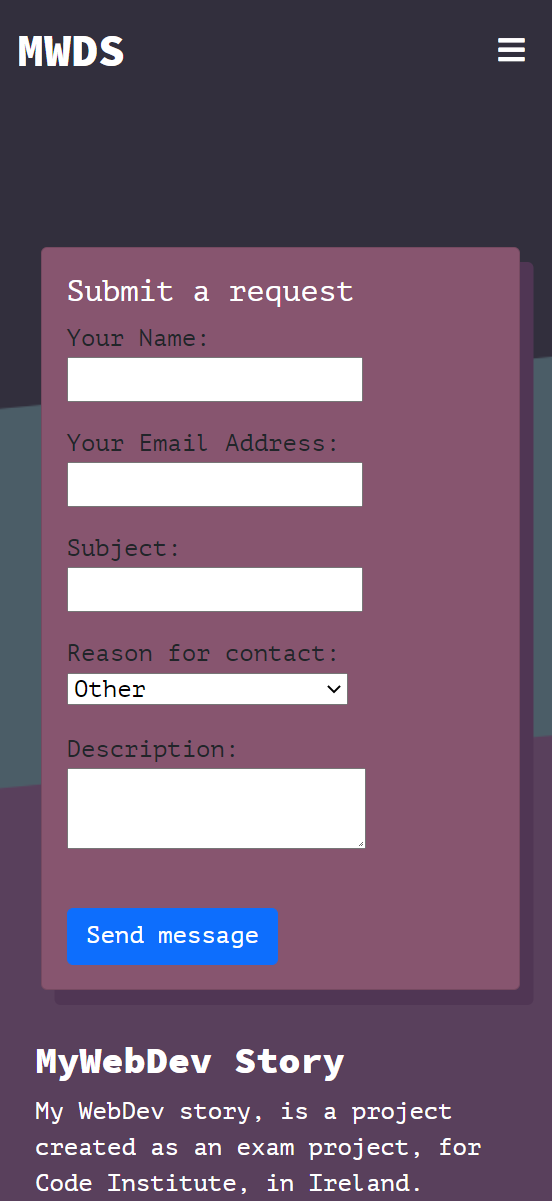 MWDS
Submit a request
Your Name:
Your Email Address:
Subject:
Reason for contact:
Other
Description:
Send message
MyWebDev Story
My WebDev story, is a project
created as an exam project, for
Code Institute, in Ireland.